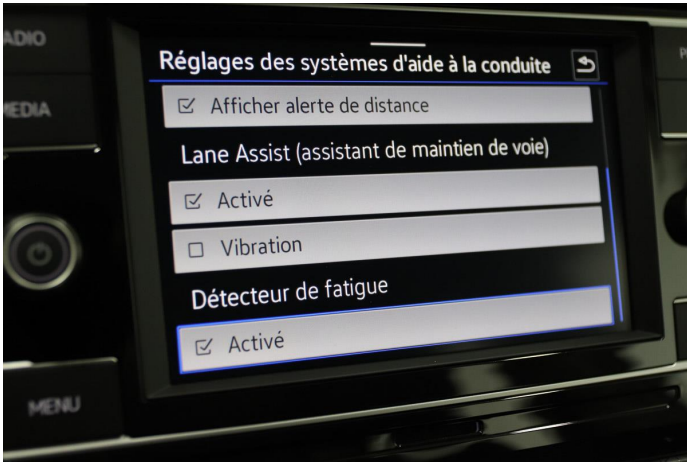 ADIO
Réglages des systèmes d'aide à la conduite
MEDIA
Afficher alerte de distance
Lane Assist (assistant de maintien de voie)
Activé
Vibration
Détecteur de fatigue
Activé
MENU